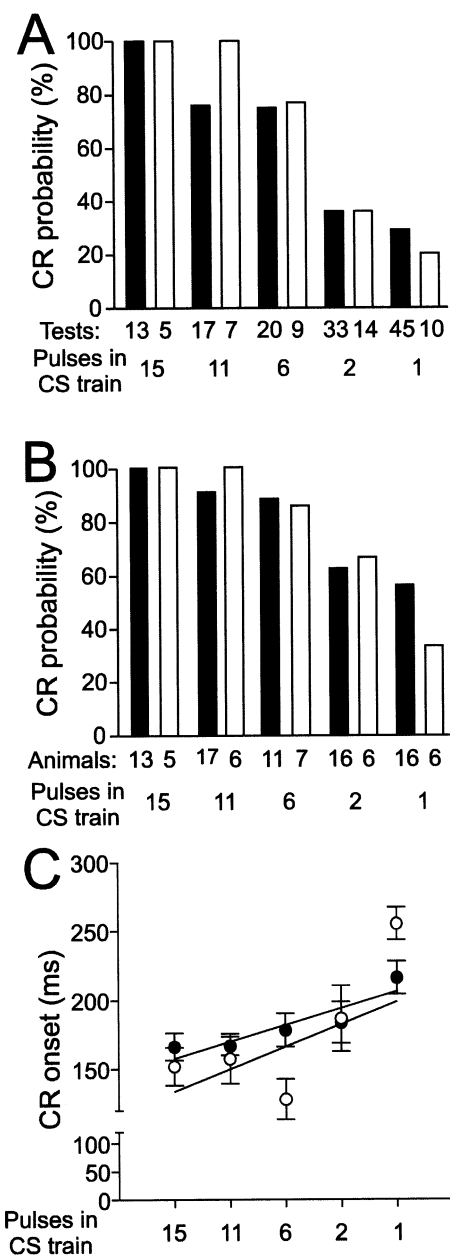 A
CR probability (%)
100
80
60
40
20
0
Tests: 13 5 17 7 20 9 33 14 45 10
Pulses in
CS train
15 11 6 2 1
B
CR probability (%)
100
80
60
40
20
0
Animals: 13 5 17 6 11 7 16 6 16 6
Pulses in
CS train
15 11 6 2 1
C
CR onset (ms)
300
250
200
150
100
50
0
Pulses in
CS train
15 11 6 2 1